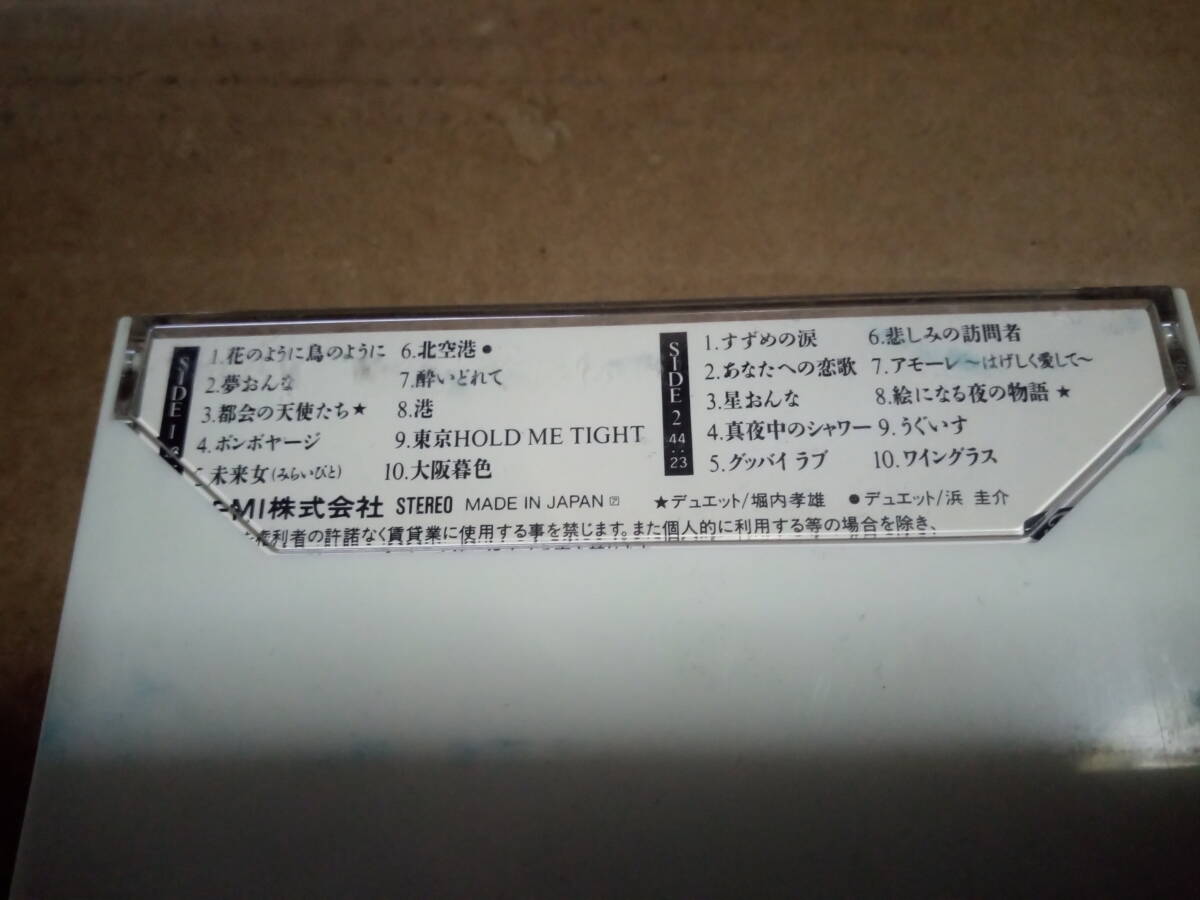 SIDE 1
1.花のように鳥のように
2.夢おんな
3.都会の天使たち★
4.ボンボヤージ
5.未来女(みらいびと)
6.北空港●
7.酔いどれて
8.港
9.東京HOLD ME TIGHT
10.大阪暮色
SIDE 2 44:23
1.すずめの涙
2.あなたへの恋歌
3.星おんな
4.真夜中のシャワー
5.グッバイ ラブ
6.悲しみの訪問者
7.アモーレ〜はげしく愛して〜
8.絵になる夜の物語★
9.うぐいす
10.ワイングラス
MI株式会社 STEREO MADE IN JAPAN Ⓟ ★デュエット/堀内孝雄 ●デュエット/浜 圭介
権利者の許諾なく賃貸業に使用する事を禁じます。また個人的に利用する等の場合を除き、